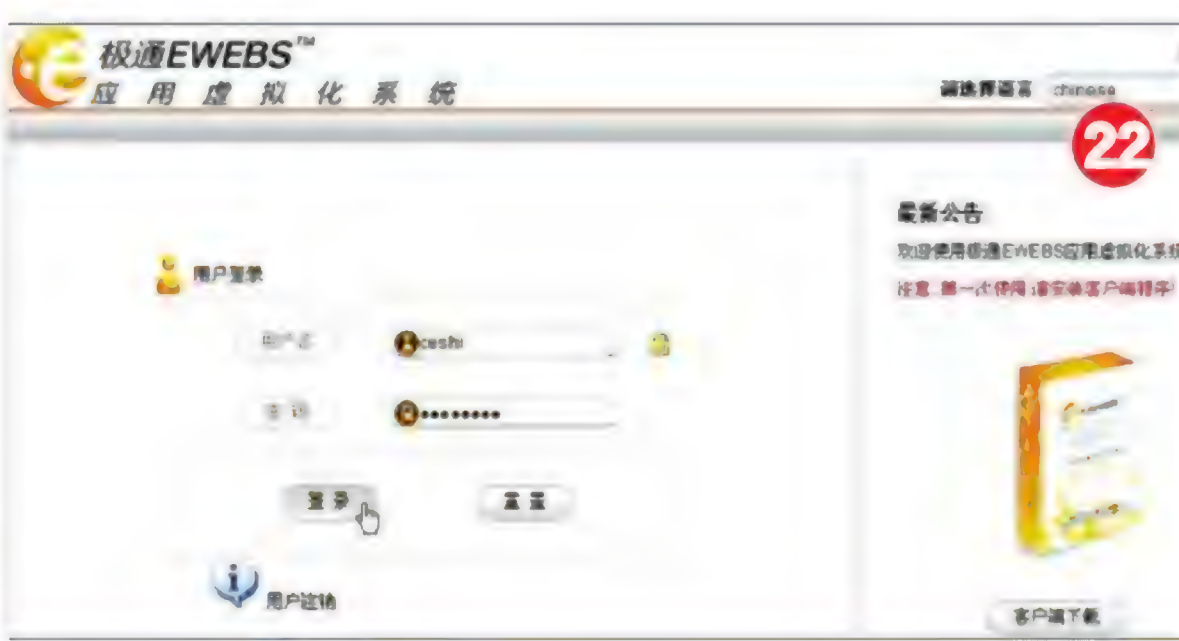 极通EWEBS™
应用虚拟化系统
请选择语言 chinese
22
最新公告
欢迎使用极通EWEBS应用虚拟化系统
注意 第一次使用 请安装客户端程序
用户登录
用户名 ceshi
密码 ••••••••
登录 重置
用户注销
客户端下载